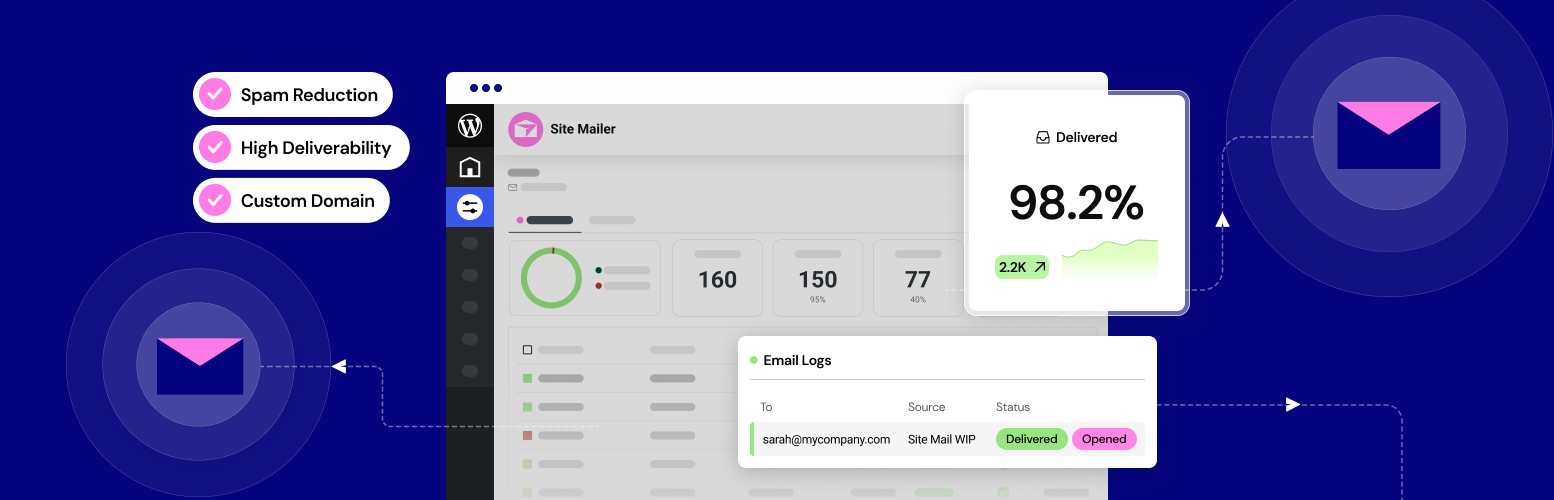 Spam Reduction
High Deliverability
Custom Domain
Site Mailer
160
150
95%
77
40%
Delivered
98.2%
2.2K
Email Logs
To Source Status
sarah@mycompany.com Site Mail WIP Delivered Opened